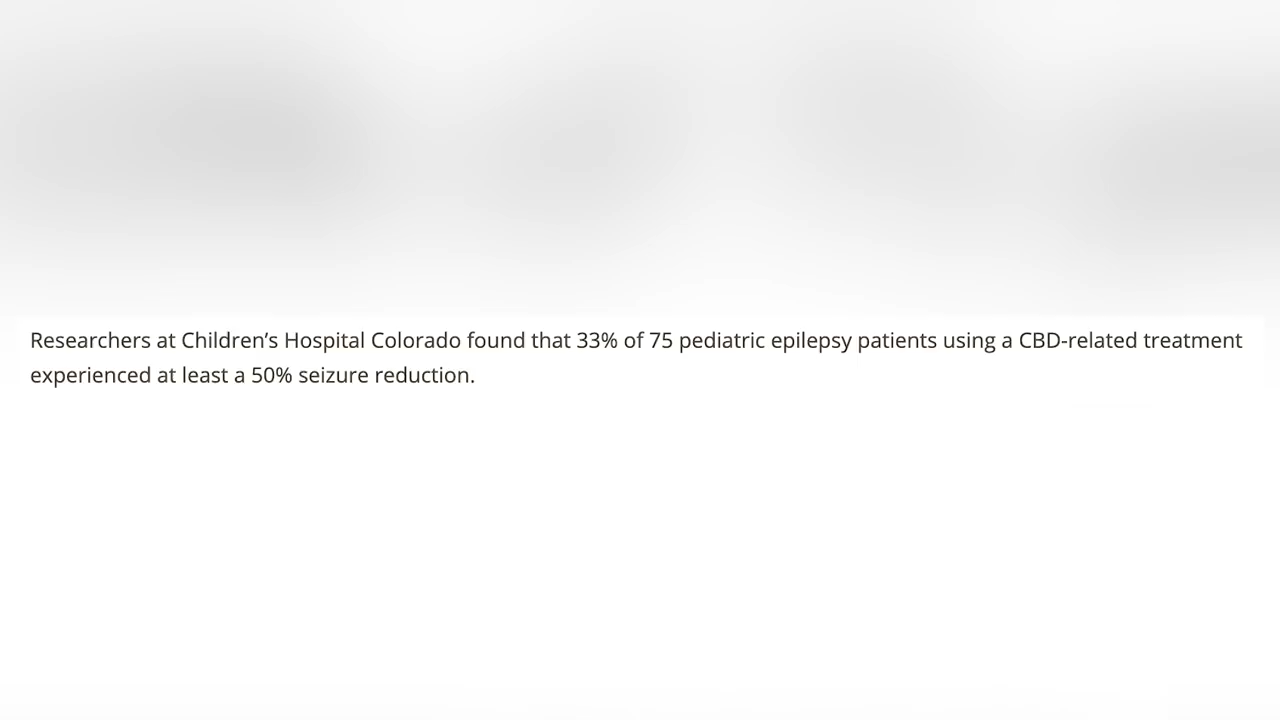 Researchers at Children’s Hospital Colorado found that 33% of 75 pediatric epilepsy patients using a CBD-related treatment
experienced at least a 50% seizure reduction.